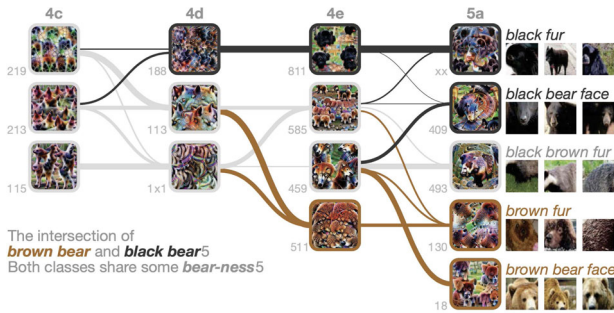 4c 4d 4e 5a
black fur
219 188 811 xx
black bear face
213 113 585 409
black brown fur
115 1x1 459 493
brown fur
The intersection of
brown bear and black bear5
Both classes share some bear-ness5
511 130
brown bear face
18